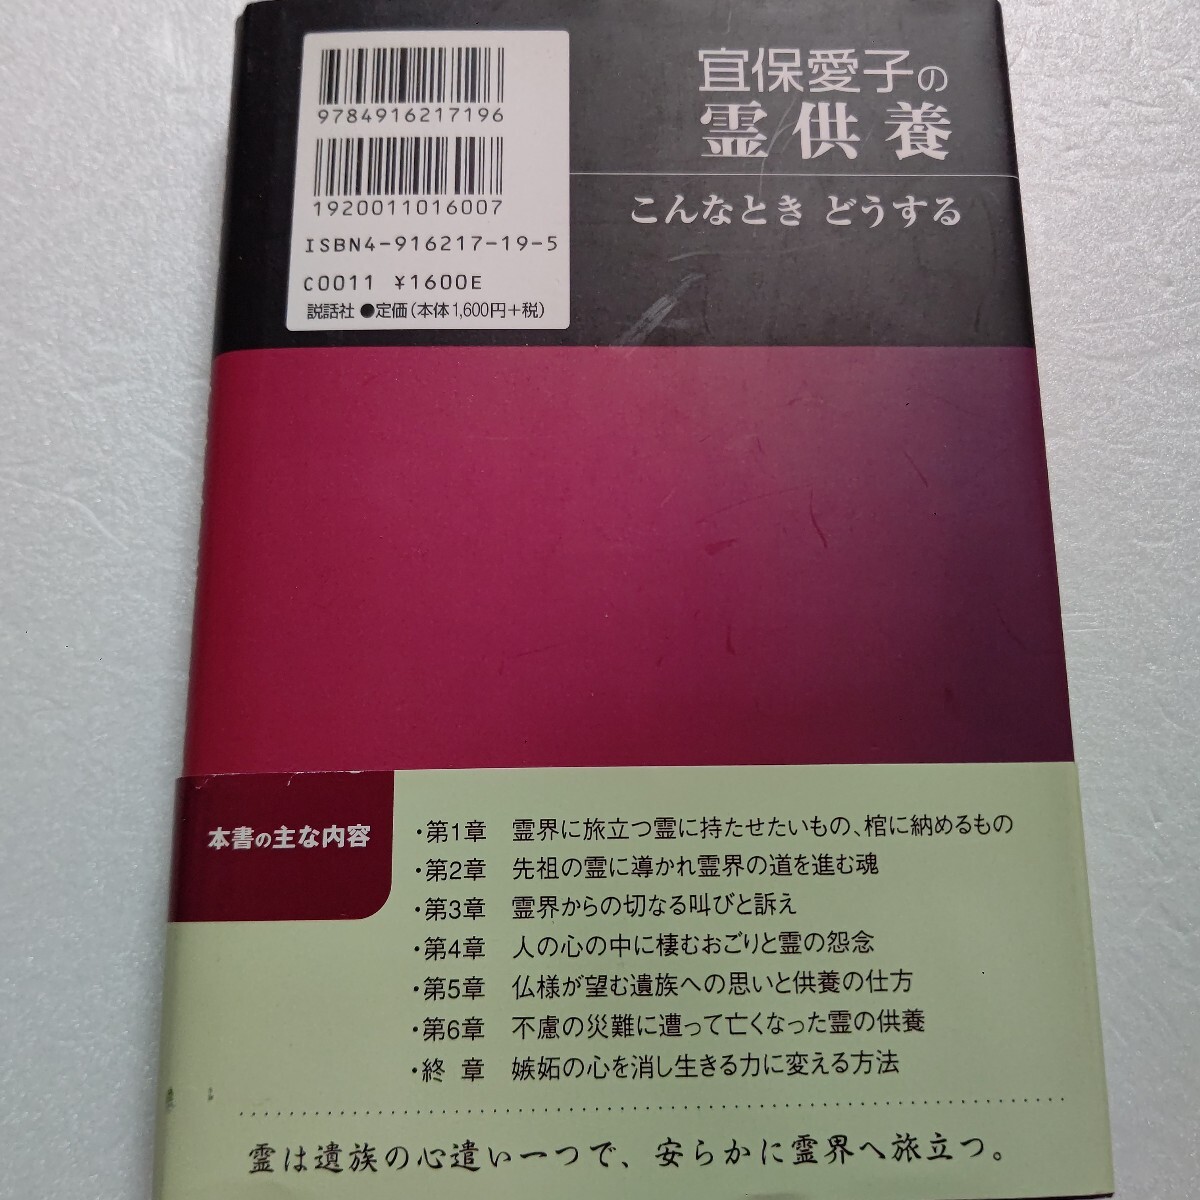 9784916217196
1920011016007
ISBN4-916217-19-5
C0011 ¥1600E
説話社 ●定価(本体1,600円+税)
宜保愛子の
霊供養
こんなとき どうする
本書の主な内容
・第1章 霊界に旅立つ霊に持たせたいもの、棺に納めるもの
・第2章 先祖の霊に導かれ霊界の道を進む魂
・第3章 霊界からの切なる叫びと訴え
・第4章 人の心の中に棲むおごりと霊の怨念
・第5章 仏様が望む遺族への思いと供養の仕方
・第6章 不慮の災難に遭って亡くなった霊の供養
・終 章 嫉妬の心を消し生きる力に変える方法
霊は遺族の心遣い一つで、安らかに霊界へ旅立つ。